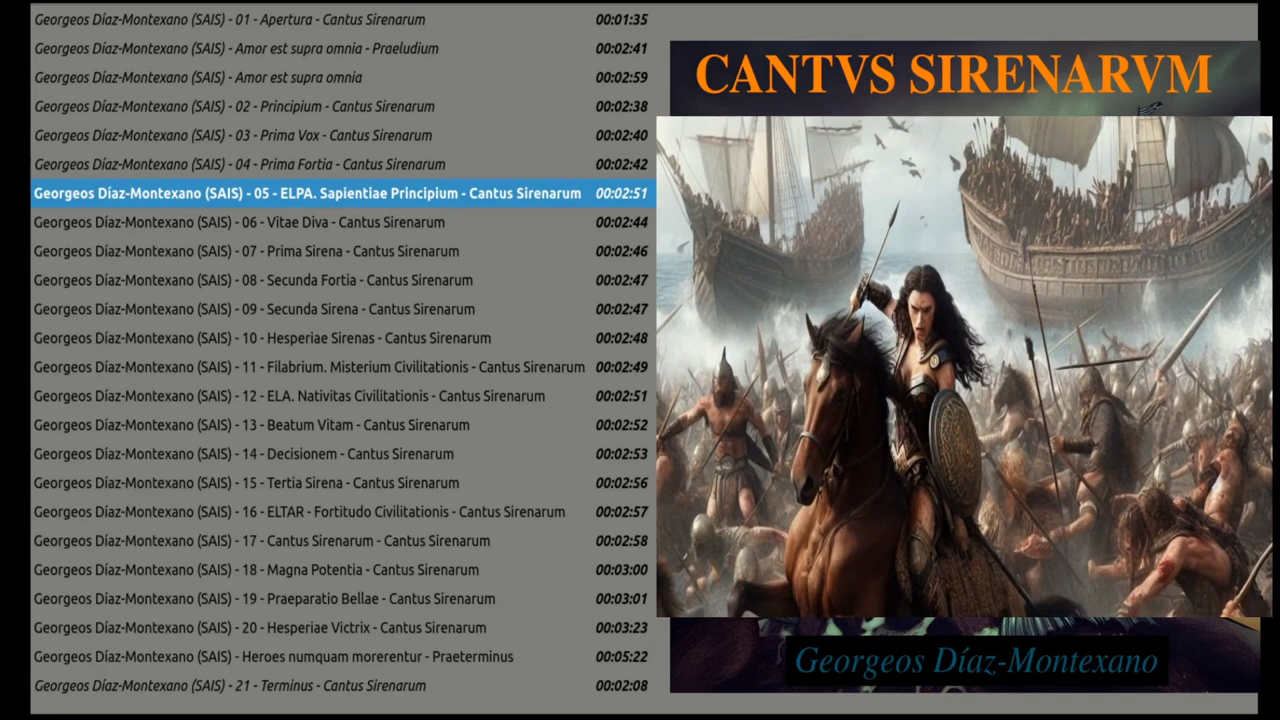 Georgeos Díaz-Montexano (SAIS) - 01 - Apertura - Cantus Sirenarum 00:01:35
Georgeos Díaz-Montexano (SAIS) - Amor est supra omnia - Praeludium 00:02:41
Georgeos Díaz-Montexano (SAIS) - Amor est supra omnia 00:02:59
Georgeos Díaz-Montexano (SAIS) - 02 - Principium - Cantus Sirenarum 00:02:38
Georgeos Díaz-Montexano (SAIS) - 03 - Prima Vox - Cantus Sirenarum 00:02:40
Georgeos Díaz-Montexano (SAIS) - 04 - Prima Fortia - Cantus Sirenarum 00:02:42
Georgeos Díaz-Montexano (SAIS) - 05 - ELPA. Sapientiae Principium - Cantus Sirenarum 00:02:51
Georgeos Díaz-Montexano (SAIS) - 06 - Vitae Diva - Cantus Sirenarum 00:02:44
Georgeos Díaz-Montexano (SAIS) - 07 - Prima Sirena - Cantus Sirenarum 00:02:46
Georgeos Díaz-Montexano (SAIS) - 08 - Secunda Fortia - Cantus Sirenarum 00:02:47
Georgeos Díaz-Montexano (SAIS) - 09 - Secunda Sirena - Cantus Sirenarum 00:02:47
Georgeos Díaz-Montexano (SAIS) - 10 - Hesperiae Sirenas - Cantus Sirenarum 00:02:48
Georgeos Díaz-Montexano (SAIS) - 11 - Filabrium. Misterium Civilitationis - Cantus Sirenarum 00:02:49
Georgeos Díaz-Montexano (SAIS) - 12 - ELA. Nativitas Civilitationis - Cantus Sirenarum 00:02:51
Georgeos Díaz-Montexano (SAIS) - 13 - Beatum Vitam - Cantus Sirenarum 00:02:52
Georgeos Díaz-Montexano (SAIS) - 14 - Decisionem - Cantus Sirenarum 00:02:53
Georgeos Díaz-Montexano (SAIS) - 15 - Tertia Sirena - Cantus Sirenarum 00:02:56
Georgeos Díaz-Montexano (SAIS) - 16 - ELTAR - Fortitudo Civilitationis - Cantus Sirenarum 00:02:57
Georgeos Díaz-Montexano (SAIS) - 17 - Cantus Sirenarum - Cantus Sirenarum 00:02:58
Georgeos Díaz-Montexano (SAIS) - 18 - Magna Potentia - Cantus Sirenarum 00:03:00
Georgeos Díaz-Montexano (SAIS) - 19 - Praeparatio Bellae - Cantus Sirenarum 00:03:01
Georgeos Díaz-Montexano (SAIS) - 20 - Hesperiae Victrix - Cantus Sirenarum 00:03:23
Georgeos Díaz-Montexano (SAIS) - Heroes numquam morerentur - Praeterminus 00:05:22
Georgeos Díaz-Montexano (SAIS) - 21 - Terminus - Cantus Sirenarum 00:02:08
CANTVS SIRENARVM
Georgeos Díaz-Montexano